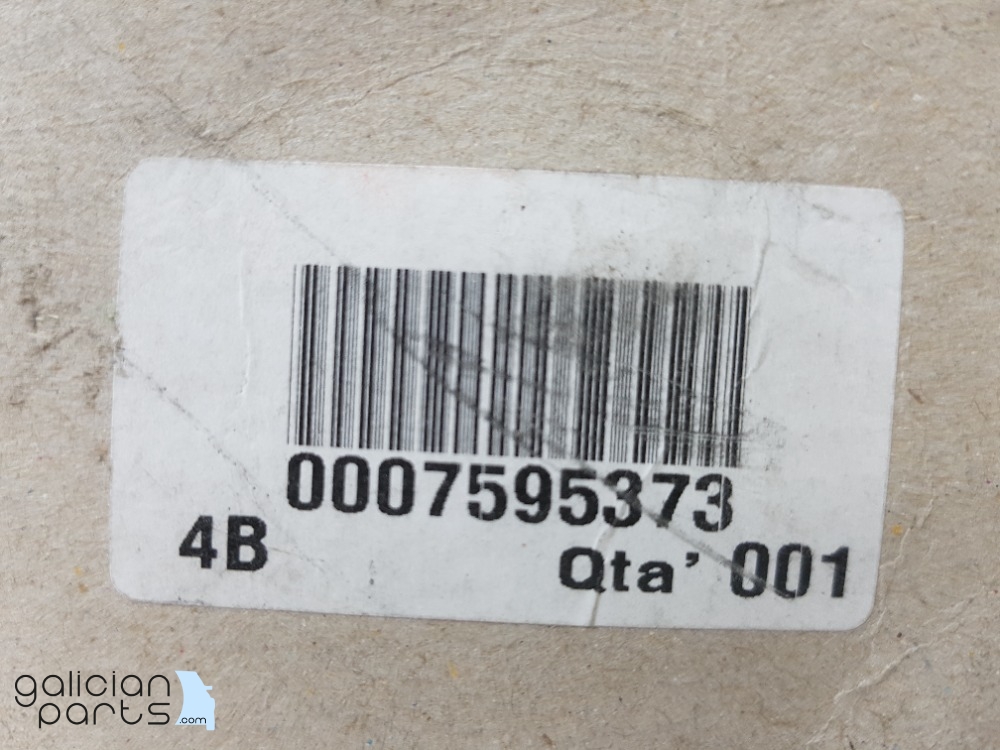 0007595373
4B
Qta' 001
galician
parts.com